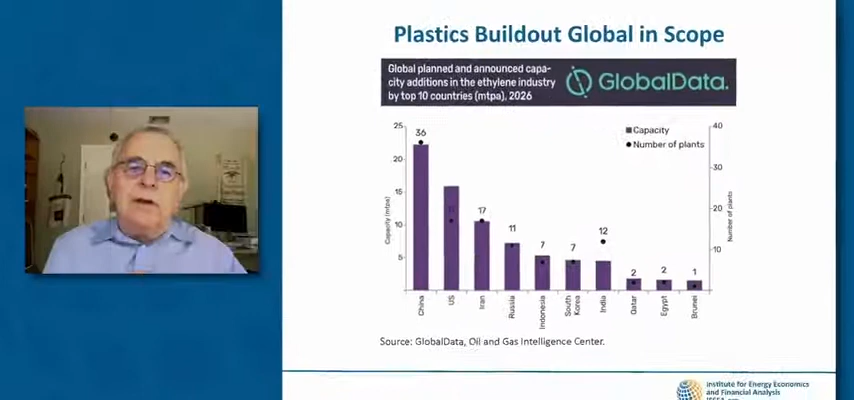 Plastics Buildout Global in Scope
Global planned and announced capa-
city additions in the ethylene industry
by top 10 countries (mtpa), 2026
GlobalData.
Capacity
Number of plants
Capacity (mtpa)
25
20
15
10
5
36
17
11
7
7
12
2
2
1
40
30
20
10
Number of plants
China
US
Iran
Russia
Indonesia
South
Korea
India
Qatar
Egypt
Brunei
Source: GlobalData, Oil and Gas Intelligence Center.
Institute for Energy Economics
and Financial Analysis